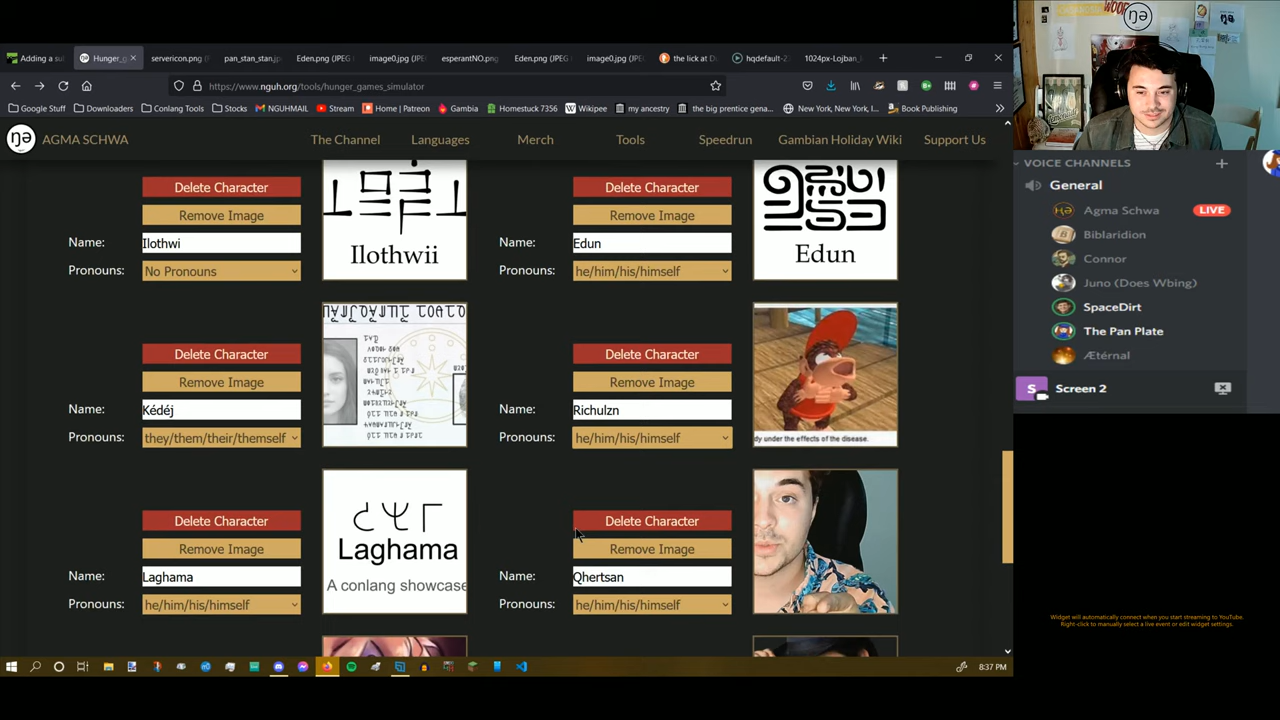 Adding a su
Hunger_g
servericon.png (
pan_stan_stan.j
Eden.png (JPEG
image0.jpg (JPE
esperantNO.png
Eden.png (JPEG
image0.jpg (JPE
the lick at D
hqdefault-Z
1024px-Lojban_
https://www.nguh.org/tools/hunger_games_simulator
Google Stuff
Downloaders
Conlang Tools
Stocks
NGUHMAIL
Stream
Home | Patreon
Gambia
Homestuck 7356
Wikipee
my ancestry
the big prentice gena...
New York, New York, ...
Book Publishing
ŋə
AGMA SCHWA
The Channel
Languages
Merch
Tools
Speedrun
Gambian Holiday Wiki
Support Us
Delete Character
Remove Image
Name:
Ilothwi
Pronouns:
No Pronouns
Ilothwii
Delete Character
Remove Image
Name:
Edun
Pronouns:
he/him/his/himself
Edun
Delete Character
Remove Image
Name:
Kédéj
Pronouns:
they/them/their/themself
Delete Character
Remove Image
Name:
Richulzn
Pronouns:
he/him/his/himself
dy under the effects of the disease.
Delete Character
Remove Image
Name:
Laghama
Pronouns:
he/him/his/himself
Laghama
A conlang showcase
Delete Character
Remove Image
Name:
Qhertsan
Pronouns:
he/him/his/himself
8:37 PM
ŋə
VOICE CHANNELS
General
Agma Schwa
LIVE
Biblaridion
Connor
Juno (Does Wbing)
SpaceDirt
The Pan Plate
Ætérnal
S
Screen 2
Widget will automatically connect when you start streaming to YouTube.
Right-click to manually select a live event or edit widget settings.